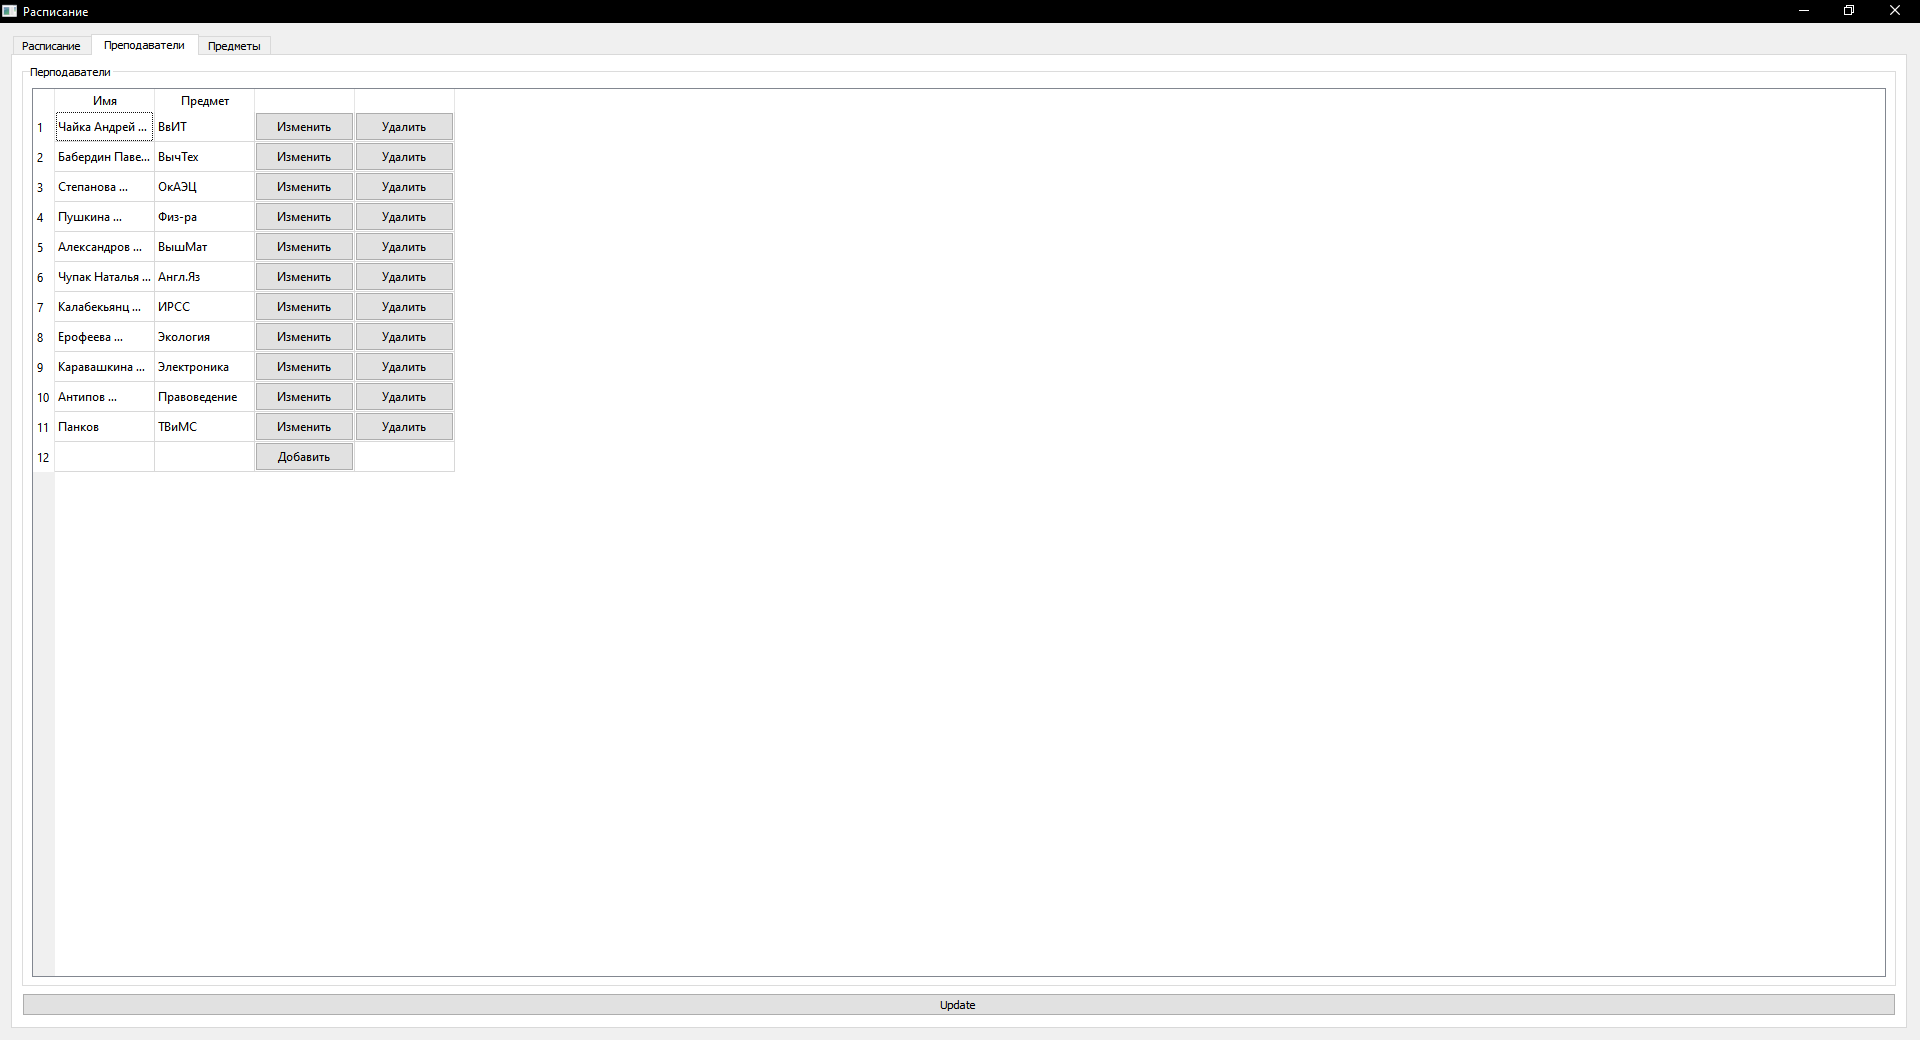 Расписание
Расписание Преподаватели Предметы
Перподаватели
Имя Предмет
1 Чайка Андрей ... ВвИТ Изменить Удалить
2 Бабердин Паве... ВычТех Изменить Удалить
3 Степанова ... ОкАЭЦ Изменить Удалить
4 Пушкина ... Физ-ра Изменить Удалить
5 Александров ... ВышМат Изменить Удалить
6 Чупак Наталья ... Англ.Яз Изменить Удалить
7 Калабекьянц ... ИРСС Изменить Удалить
8 Ерофеева ... Экология Изменить Удалить
9 Каравашкина ... Электроника Изменить Удалить
10 Антипов ... Правоведение Изменить Удалить
11 Панков ТВиМС Изменить Удалить
12 Добавить
Update